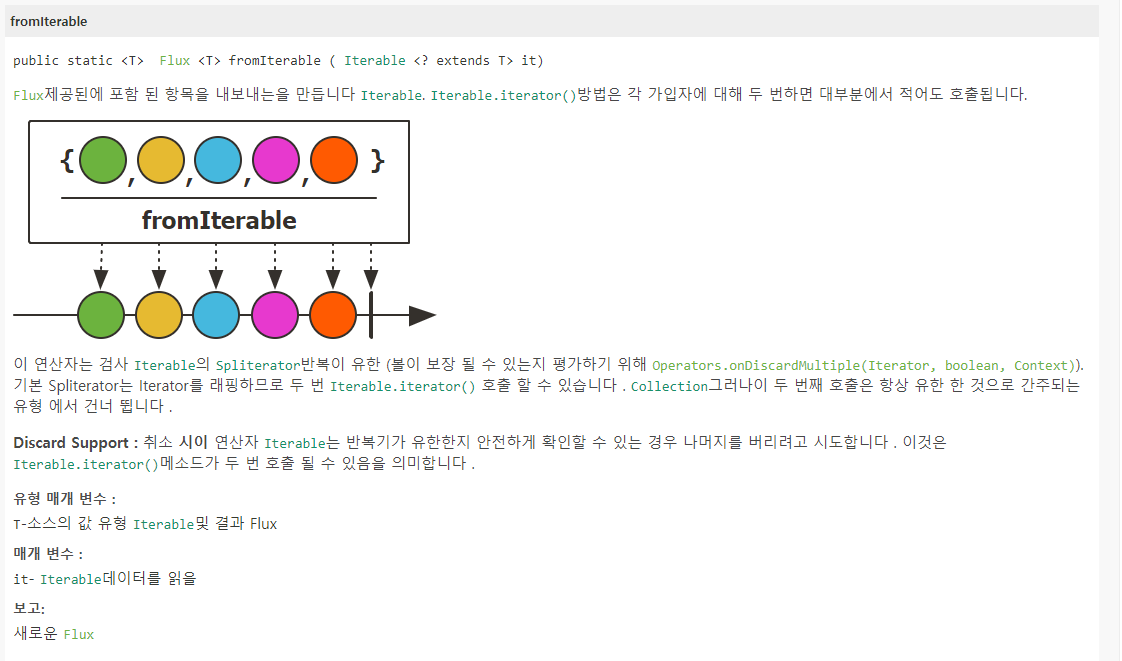 fromIterable
public static <T> Flux <T> fromIterable ( Iterable <? extends T> it)
Flux제공된에 포함 된 항목을 내보내는을 만듭니다 Iterable. Iterable.iterator()방법은 각 가입자에 대해 두 번하면 대부분에서 적어도 호출됩니다.
{ , , , , }
fromIterable
이 연산자는 검사 Iterable의 Spliterator반복이 유한 (볼이 보장 될 수 있는지 평가하기 위해 Operators.onDiscardMultiple(Iterator, boolean, Context)).
기본 Spliterator는 Iterator를 래핑하므로 두 번 Iterable.iterator() 호출 할 수 있습니다 . Collection그러나이 두 번째 호출은 항상 유한 한 것으로 간주되는
유형 에서 건너 뜁니다 .
Discard Support : 취소 시이 연산자 Iterable는 반복기가 유한한지 안전하게 확인할 수 있는 경우 나머지를 버리려고 시도합니다 . 이것은
Iterable.iterator()메소드가 두 번 호출 될 수 있음을 의미합니다 .
유형 매개 변수 :
T-소스의 값 유형 Iterable및 결과 Flux
매개 변수 :
it- Iterable데이터를 읽을
보고:
새로운 Flux